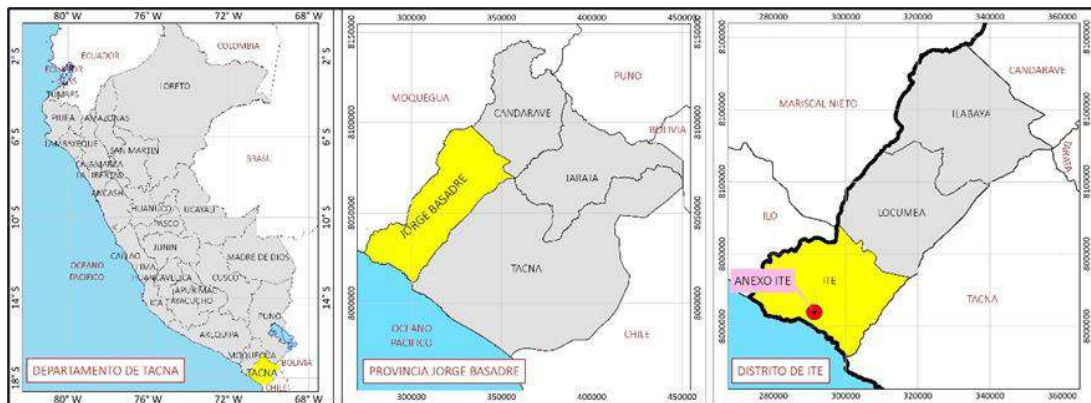 80° W 76° W 72° W 68° W
2°S
6°S
10°S
14°S
18°S
COLOMBIA
ECUADOR
LORETO
TUMBES
PIURA
AMAZONAS
LAMBAYEQUE
SAN MARTIN
CAJAMARCA
LA LIBERTAD
BRASIL
ANCASH
HUANUCO
UCAYALI
PASCO
JUNIN
CALLAO
LIMA
MADRE DE DIOS
HUANCAVELICA
CUSCO
OCEANO
PACIFICO
APURIMAC
ICA
AYACUCHO
PUNO
AREQUIPA
MOQUEGUA
BOLIVIA
TACNA
CHILE
DEPARTAMENTO DE TACNA
80° W 76° W 72° W 68° W
2°S
6°S
10°S
14°S
18°S
300000 350000 400000 450000
8150000
8100000
8050000
8000000
PUNO
MOQUEGUA
CANDARAVE
BOLIVIA
TARATA
JORGE BASADRE
TACNA
OCEANO
PACIFICO
CHILE
PROVINCIA JORGE BASADRE
300000 350000 400000 450000
8150000
8100000
8050000
8000000
280000 300000 320000 340000 360000
CANDARAVE
MARISCAL NIETO
ILABAYA
TARATA
LOCUMBA
ILO
ITE
ANEXO ITE
TACNA
DISTRITO DE ITE
280000 300000 320000 340000 360000